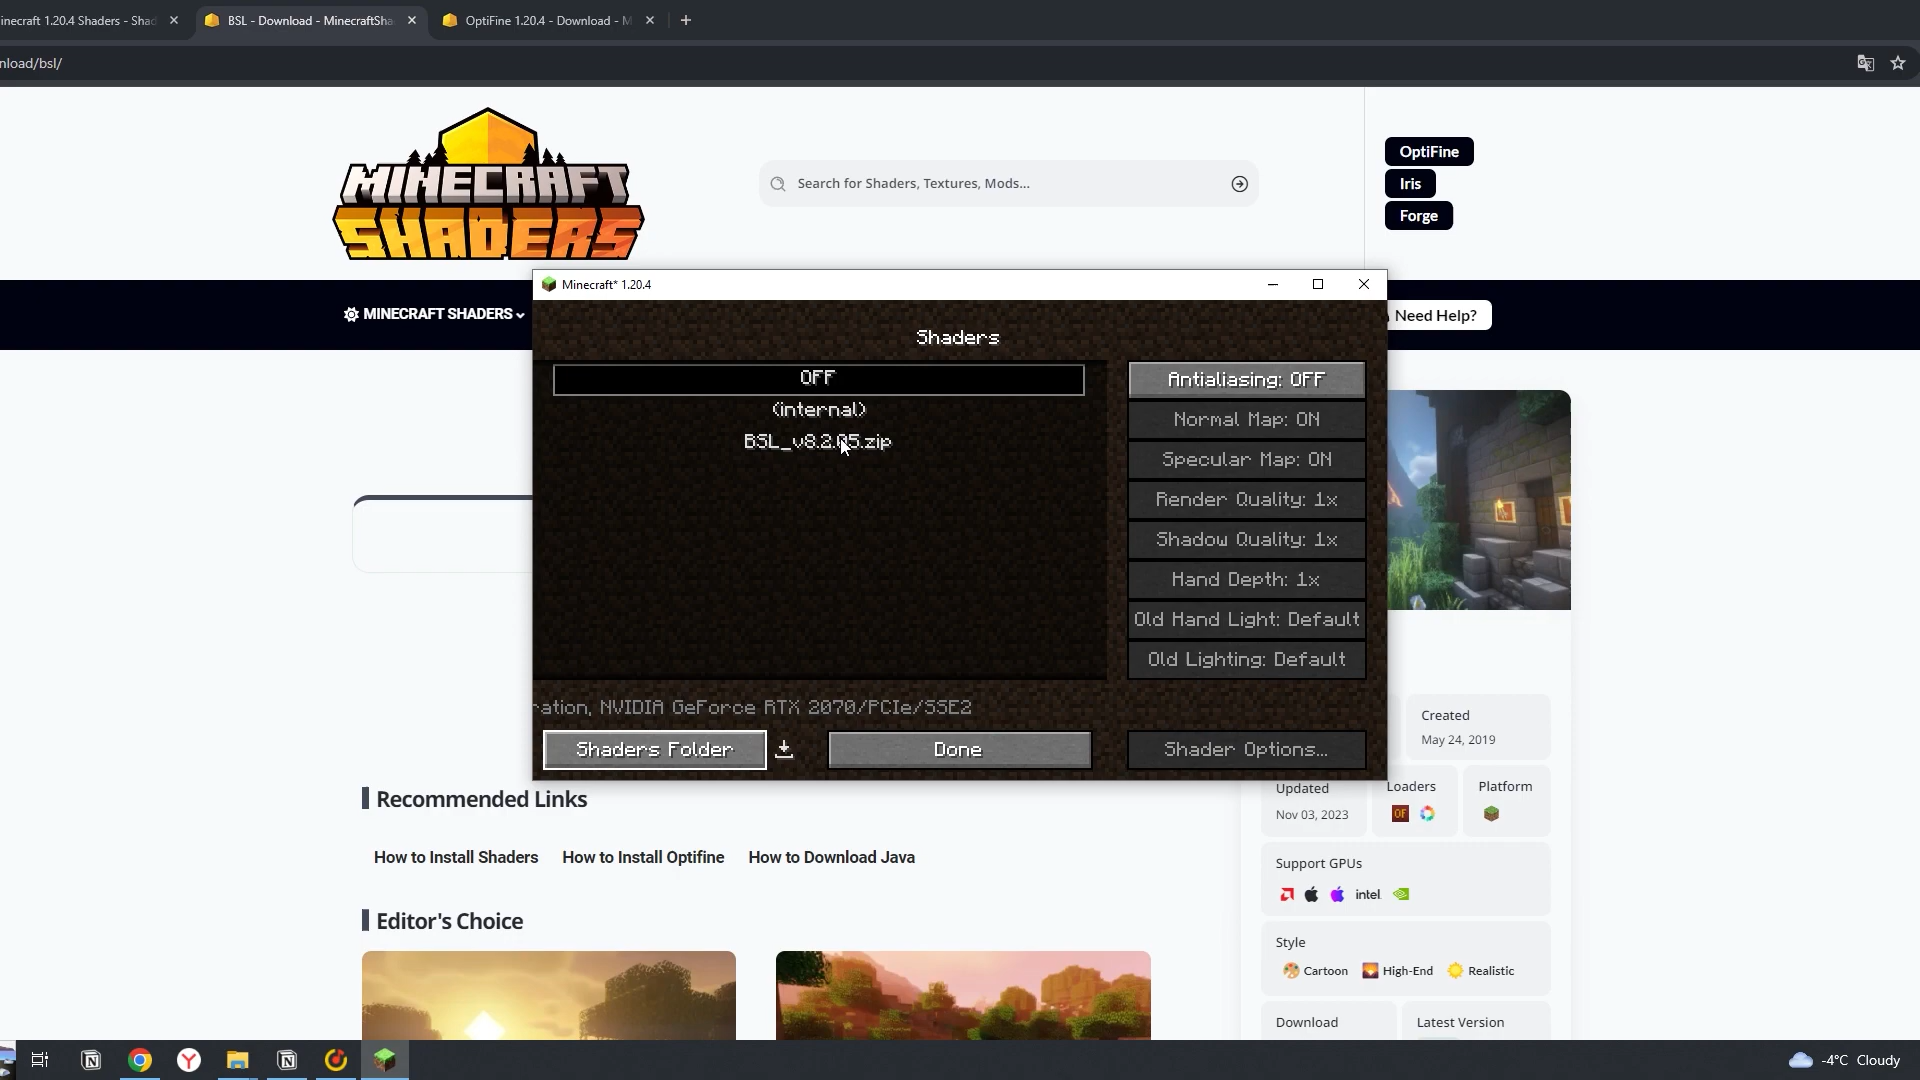 inecraft 1.20.4 Shaders - Shad
BSL - Download - MinecraftSha
OptiFine 1.20.4 - Download - M
nload/bsl/
MINECRAFT
SHADERS
Search for Shaders, Textures, Mods...
OptiFine
Iris
Forge
MINECRAFT SHADERS
Need Help?
Minecraft* 1.20.4
Shaders
OFF
(internal)
BSL_v8.2.05.zip
Antialiasing: OFF
Normal Map: ON
Specular Map: ON
Render Quality: 1x
Shadow Quality: 1x
Hand Depth: 1x
Old Hand Light: Default
Old Lighting: Default
ation, NVIDIA GeForce RTX 2070/PCIe/SSE2
Shaders Folder
Done
Shader Options...
Created
May 24, 2019
Updated
Nov 03, 2023
Loaders
OF
Platform
Support GPUs
intel
Style
Cartoon
High-End
Realistic
Download
Latest Version
Recommended Links
How to Install Shaders
How to Install Optifine
How to Download Java
Editor's Choice
-4°C Cloudy